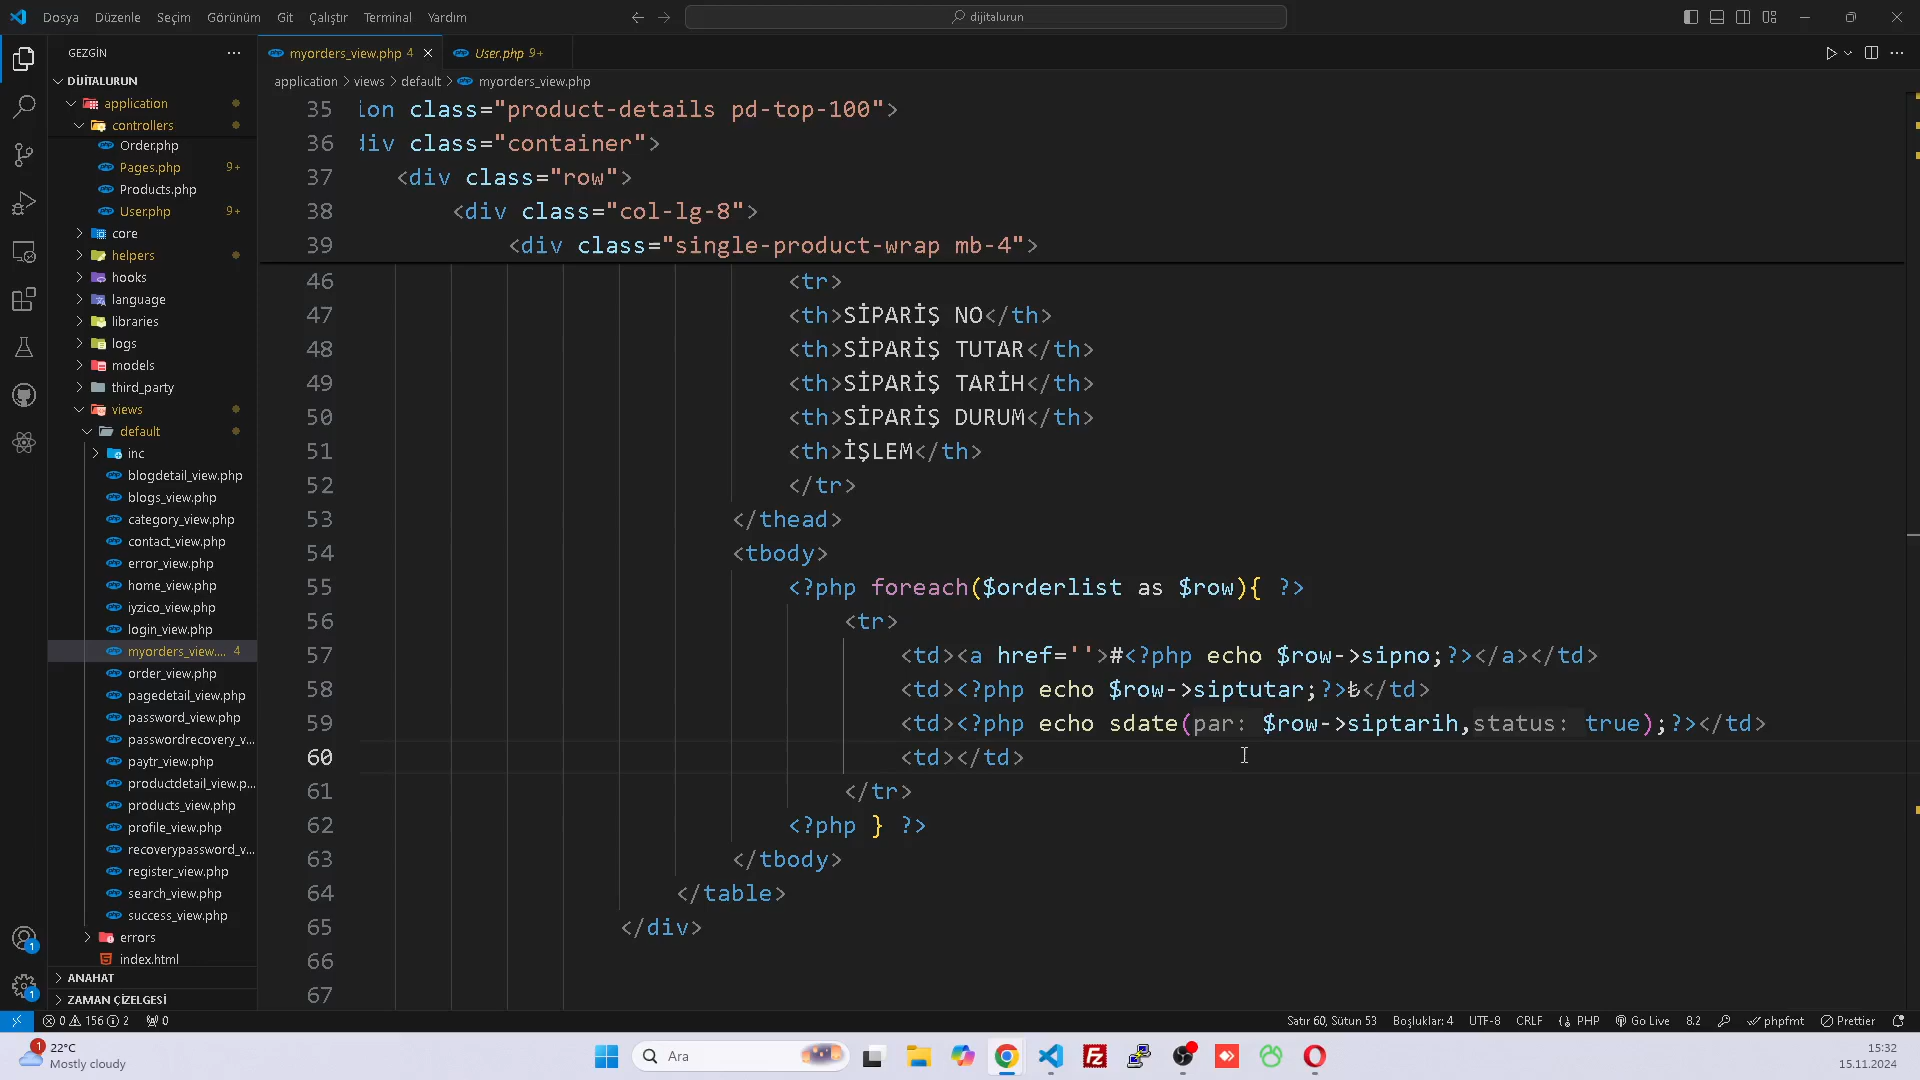 Dosya Düzenle Seçim Görünüm Git Çalıştır Terminal Yardım
dijitalurun
GEZGİN
myorders_view.php 4
User.php 9+
DİJİTALURUN
application > views > default > myorders_view.php
application
controllers
Order.php
Pages.php 9+
Products.php
User.php 9+
core
helpers
hooks
language
libraries
logs
models
third_party
views
default
inc
blogdetail_view.php
blogs_view.php
category_view.php
contact_view.php
error_view.php
home_view.php
iyzico_view.php
login_view.php
myorders_view.... 4
order_view.php
pagedetail_view.php
password_view.php
passwordrecovery_v...
paytr_view.php
productdetail_view.p...
products_view.php
profile_view.php
recoverypassword_v...
register_view.php
search_view.php
success_view.php
errors
index.html
ANAHAT
ZAMAN ÇİZELGESİ
35 ion class="product-details pd-top-100">
36 div class="container">
37 <div class="row">
38 <div class="col-lg-8">
39 <div class="single-product-wrap mb-4">
46 <tr>
47 <th>SİPARİŞ NO</th>
48 <th>SİPARİŞ TUTAR</th>
49 <th>SİPARİŞ TARİH</th>
50 <th>SİPARİŞ DURUM</th>
51 <th>İŞLEM</th>
52 </tr>
53 </thead>
54 <tbody>
55 <?php foreach($orderlist as $row){ ?>
56 <tr>
57 <td><a href=''>#<?php echo $row->sipno;?></a></td>
58 <td><?php echo $row->siptutar;?>₺</td>
59 <td><?php echo sdate(par: $row->siptarih,status: true);?></td>
60 <td></td>
61 </tr>
62 <?php } ?>
63 </tbody>
64 </table>
65 </div>
66
67
1
1
0 156 2 0
Satır 60, Sütun 53 Boşluklar: 4 UTF-8 CRLF PHP Go Live 8.2 phpfmt Prettier
1
22°C
Mostly cloudy
Ara
15:32
15.11.2024